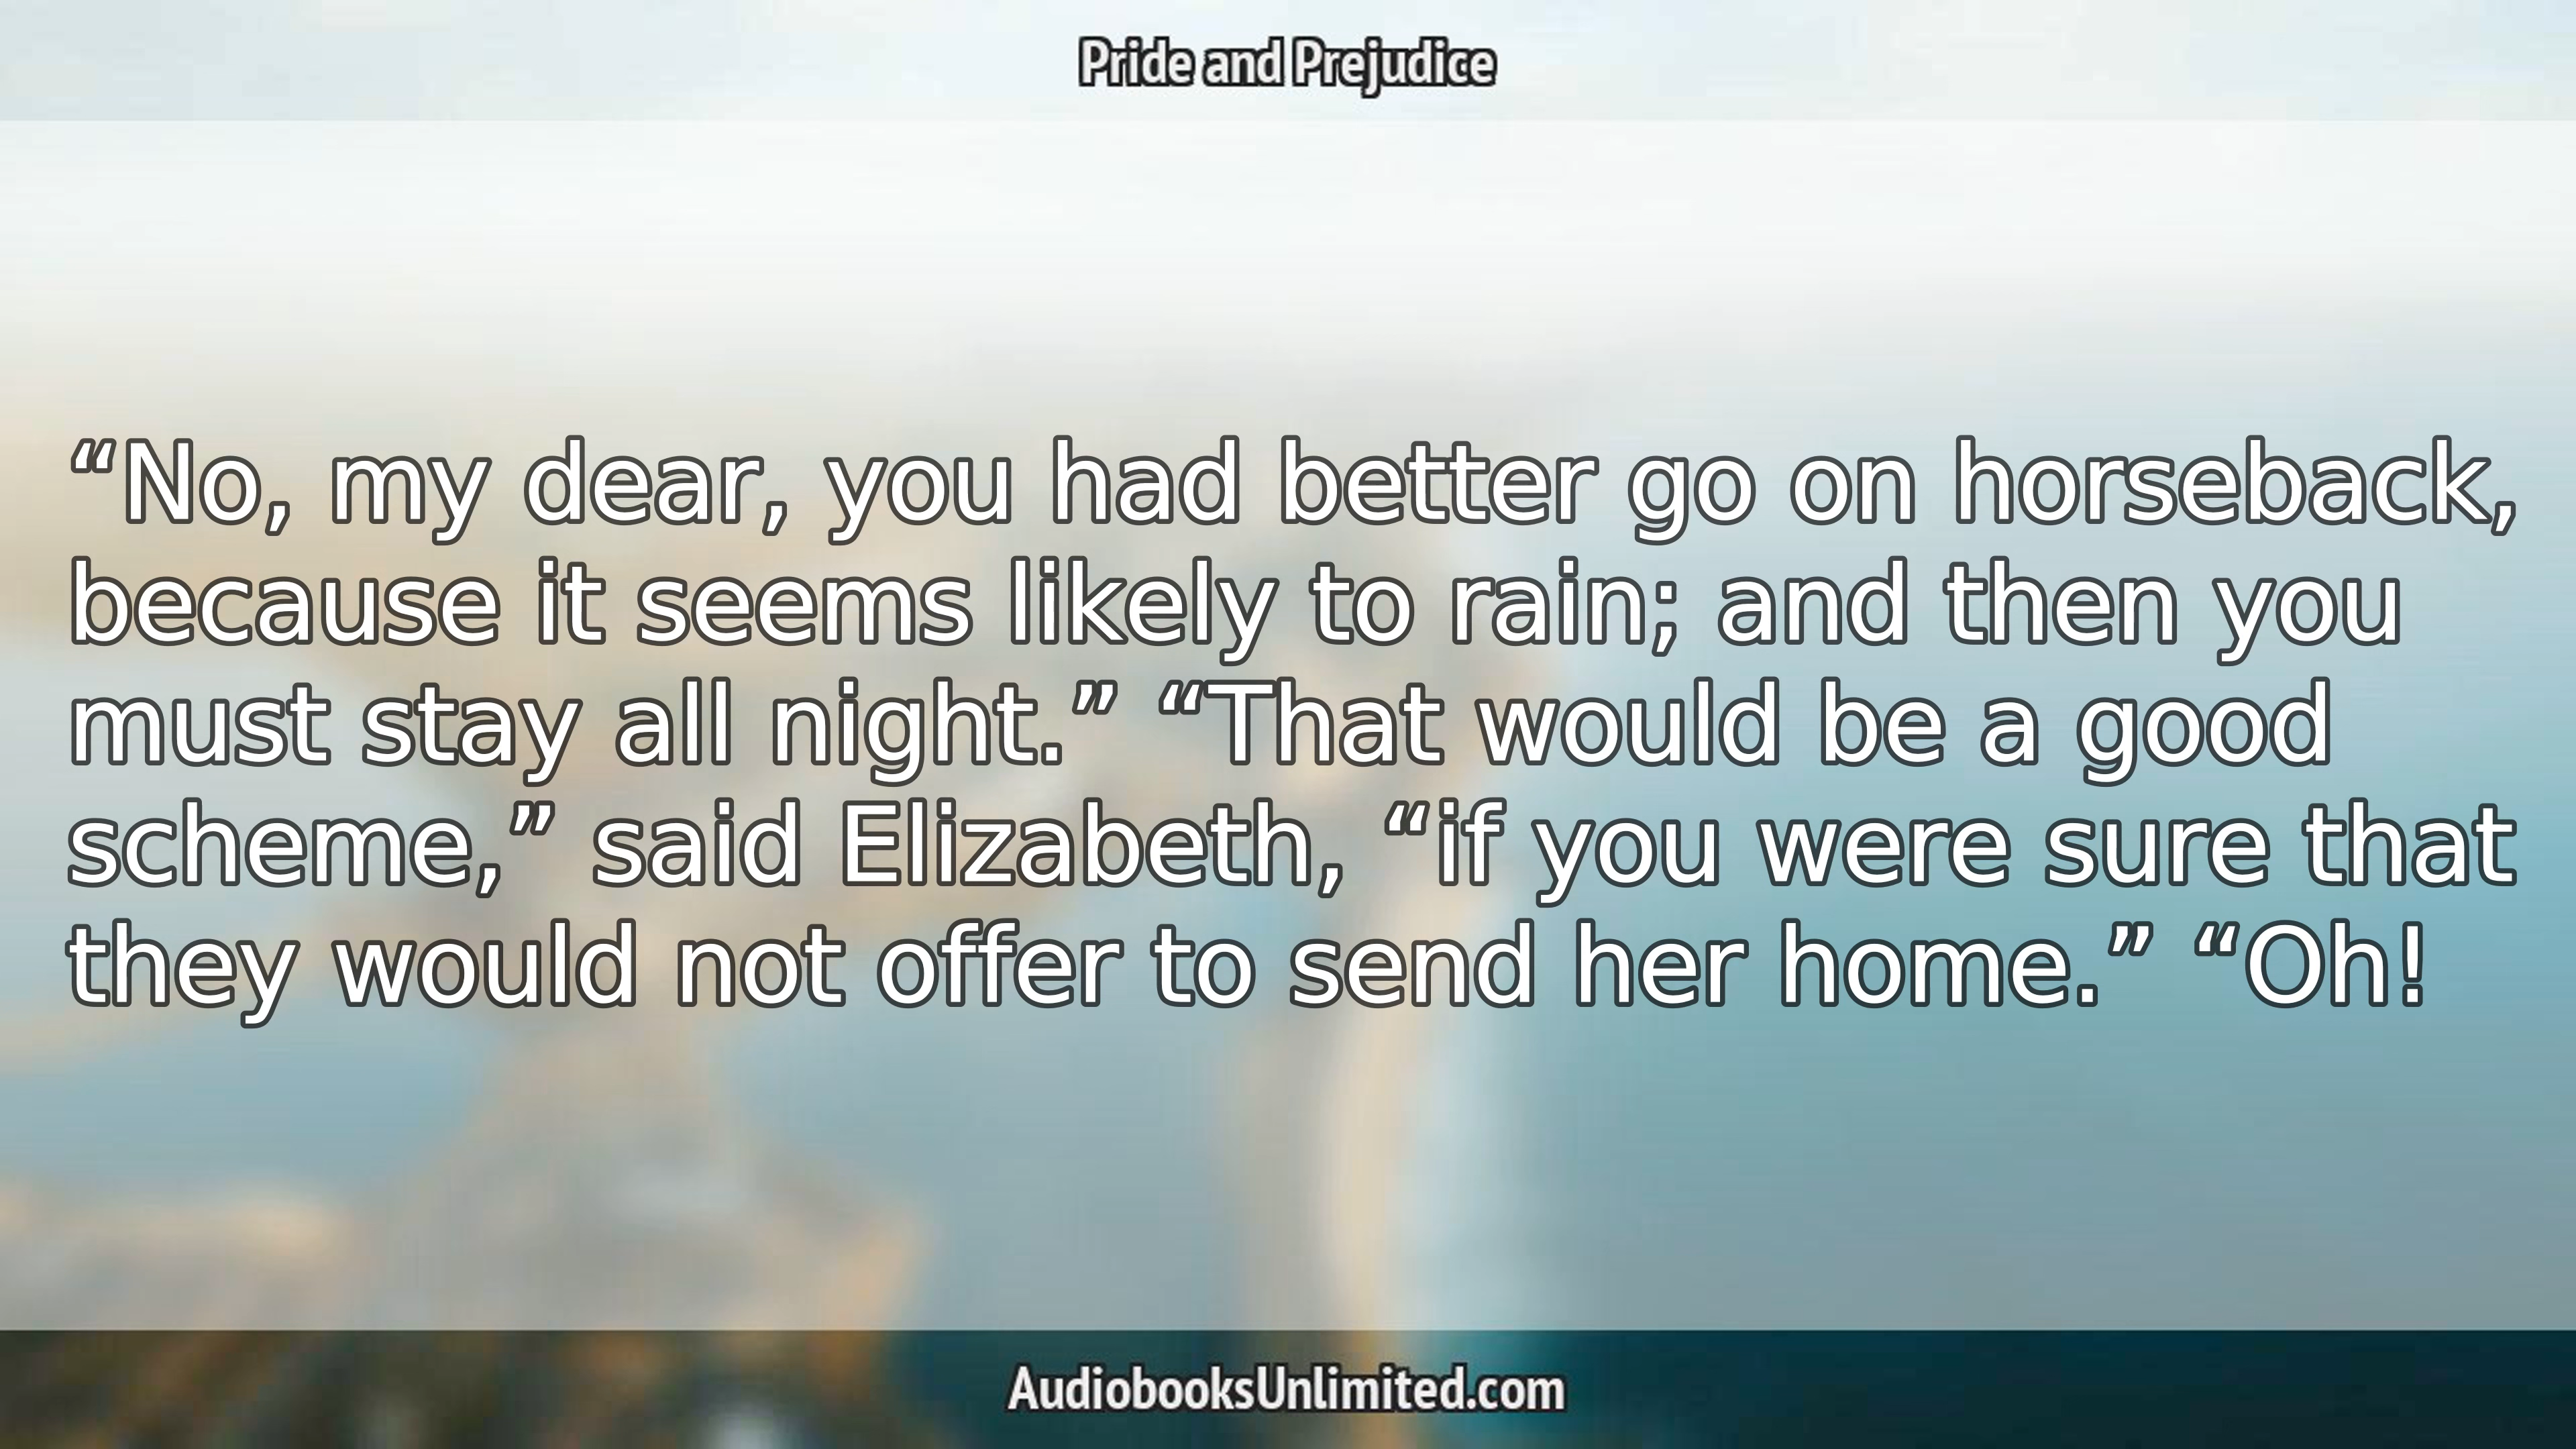 Pride and Prejudice
“No, my dear, you had better go on horseback,
because it seems likely to rain; and then you
must stay all night.” “That would be a good
scheme,” said Elizabeth, “if you were sure that
they would not offer to send her home.” “Oh!
AudiobooksUnlimited.com